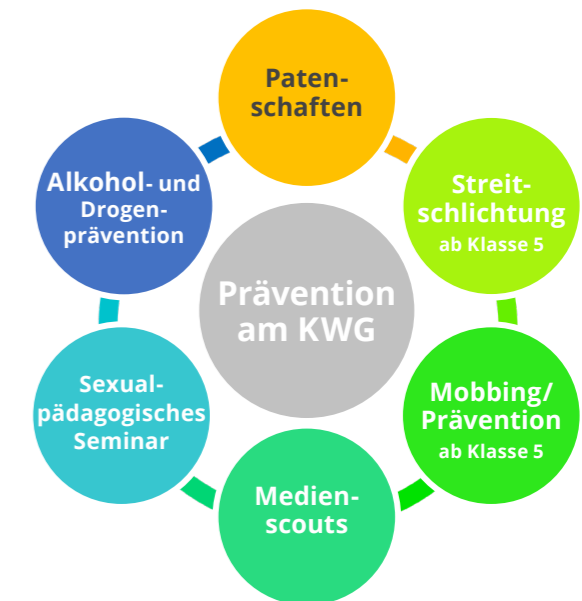 Paten-
schaften
Streit-
schlichtung
ab Klasse 5
Mobbing/
Prävention
ab Klasse 5
Medien-
scouts
Sexual-
pädagogisches
Seminar
Alkohol- und
Drogen-
prävention
Prävention
am KWG